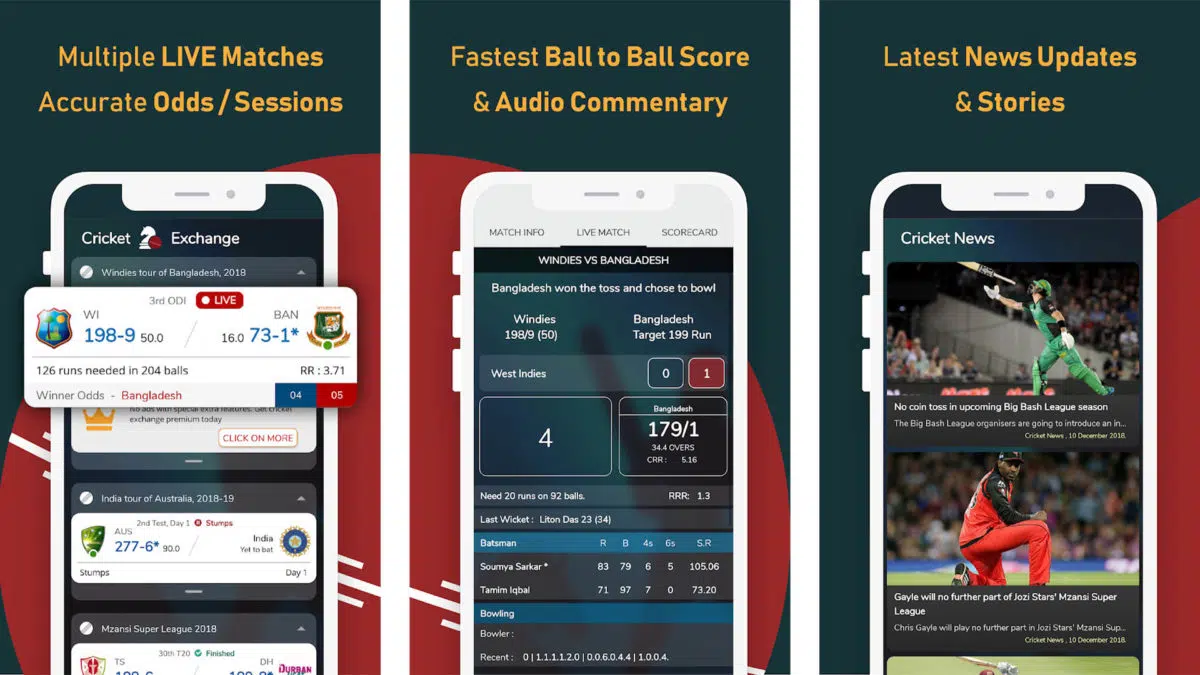 Multiple LIVE Matches
Accurate Odds / Sessions
Cricket Exchange
Windies tour of Bangladesh, 2018
3rd ODI LIVE
WI BAN
198-9 50.0 16.0 73-1*
126 runs needed in 204 balls RR : 3.71
Winner Odds - Bangladesh 04 05
No ads with special extra features. Get cricket
exchange premium today
CLICK ON MORE
India tour of Australia, 2018-19
2nd Test, Day 1 Stumps
AUS India
277-6* 90.0 Yet to bat
Stumps Day 1
Mzansi Super League 2018
30th T20 Finished
TS DH
DURBAN
Fastest Ball to Ball Score
& Audio Commentary
MATCH INFO LIVE MATCH SCORECARD
WINDIES VS BANGLADESH
Bangladesh won the toss and chose to bowl
Windies Bangladesh
198/9 (50) Target 199 Run
West Indies 0 1
4
Bangladesh
179/1
34.4 OVERS
CRR : 5.16
Need 20 runs on 92 balls. RRR: 1.3
Last Wicket : Liton Das 23 (34)
Batsman R B 4s 6s S.R
Soumya Sarkar * 83 79 6 5 105.06
Tamim Iqbal 71 97 7 0 73.20
Bowling
Bowler :
Recent : 0 | 1.1.1.1.2.0 | 0.0.6.0.4.4 | 1.0.0.4.
Latest News Updates
& Stories
Cricket News
No coin toss in upcoming Big Bash League season
The Big Bash League organisers are going to introduce an in...
Cricket News , 10 December 2018.
Gayle will no further part of Jozi Stars' Mzansi Super
League
Chris Gayle will play no further part in Jozi Stars' Mzansi Sup...
Cricket News , 10 December 2018.